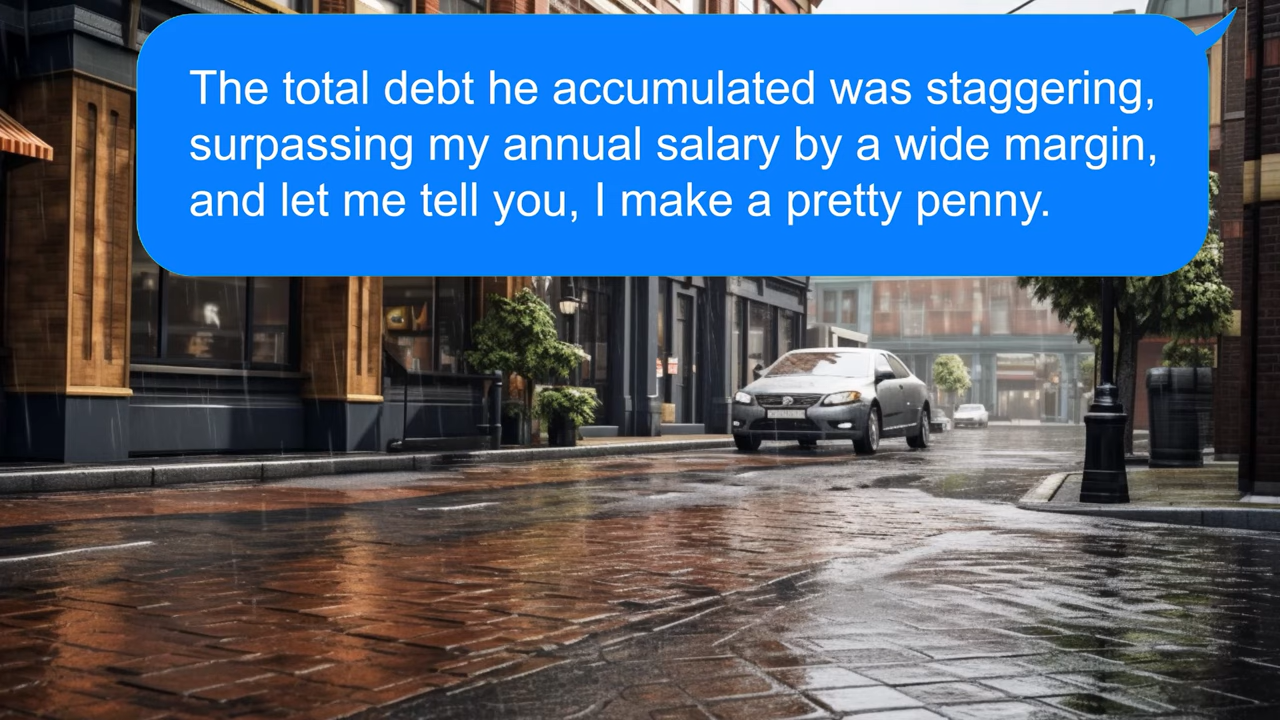 The total debt he accumulated was staggering,
surpassing my annual salary by a wide margin,
and let me tell you, I make a pretty penny.